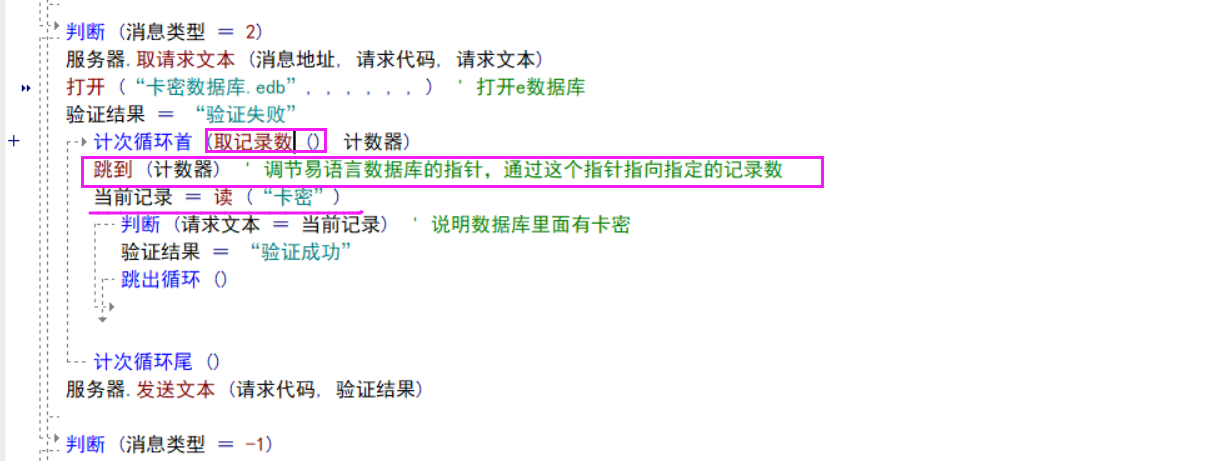 判断 (消息类型 = 2)
服务器.取请求文本 (消息地址, 请求代码, 请求文本)
打开 (“卡密数据库.edb”, , , , , , ) ' 打开e数据库
验证结果 = “验证失败”
计次循环首 (取记录数 () 计数器)
跳到 (计数器) ' 调节易语言数据库的指针，通过这个指针指向指定的记录数
当前记录 = 读 (“卡密”)
判断 (请求文本 = 当前记录) ' 说明数据库里面有卡密
验证结果 = “验证成功”
跳出循环 ()
计次循环尾 ()
服务器.发送文本 (请求代码, 验证结果)
判断 (消息类型 = -1)